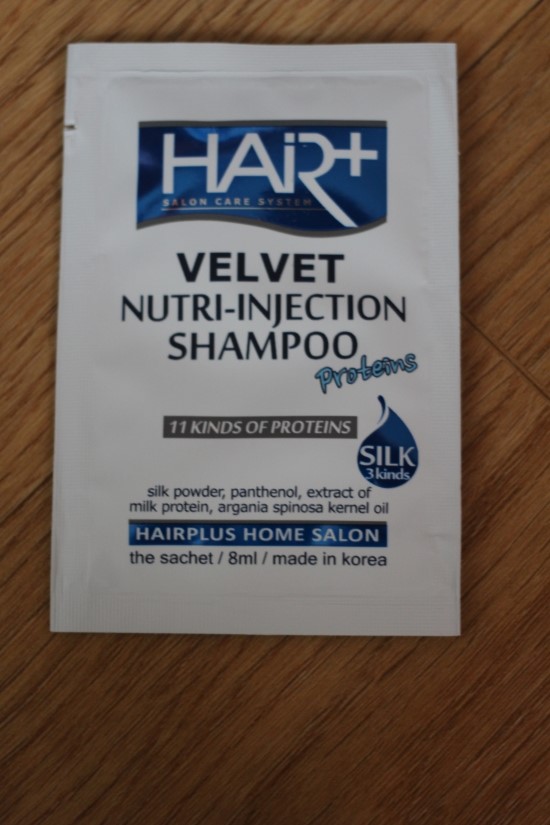 HAiR+
SALON CARE SYSTEM
VELVET
NUTRI-INJECTION
SHAMPOO
Proteins
11 KINDS OF PROTEINS
SILK
3kinds
silk powder, panthenol, extract of
milk protein, argania spinosa kernel oil
HAIRPLUS HOME SALON
the sachet / 8ml / made in korea